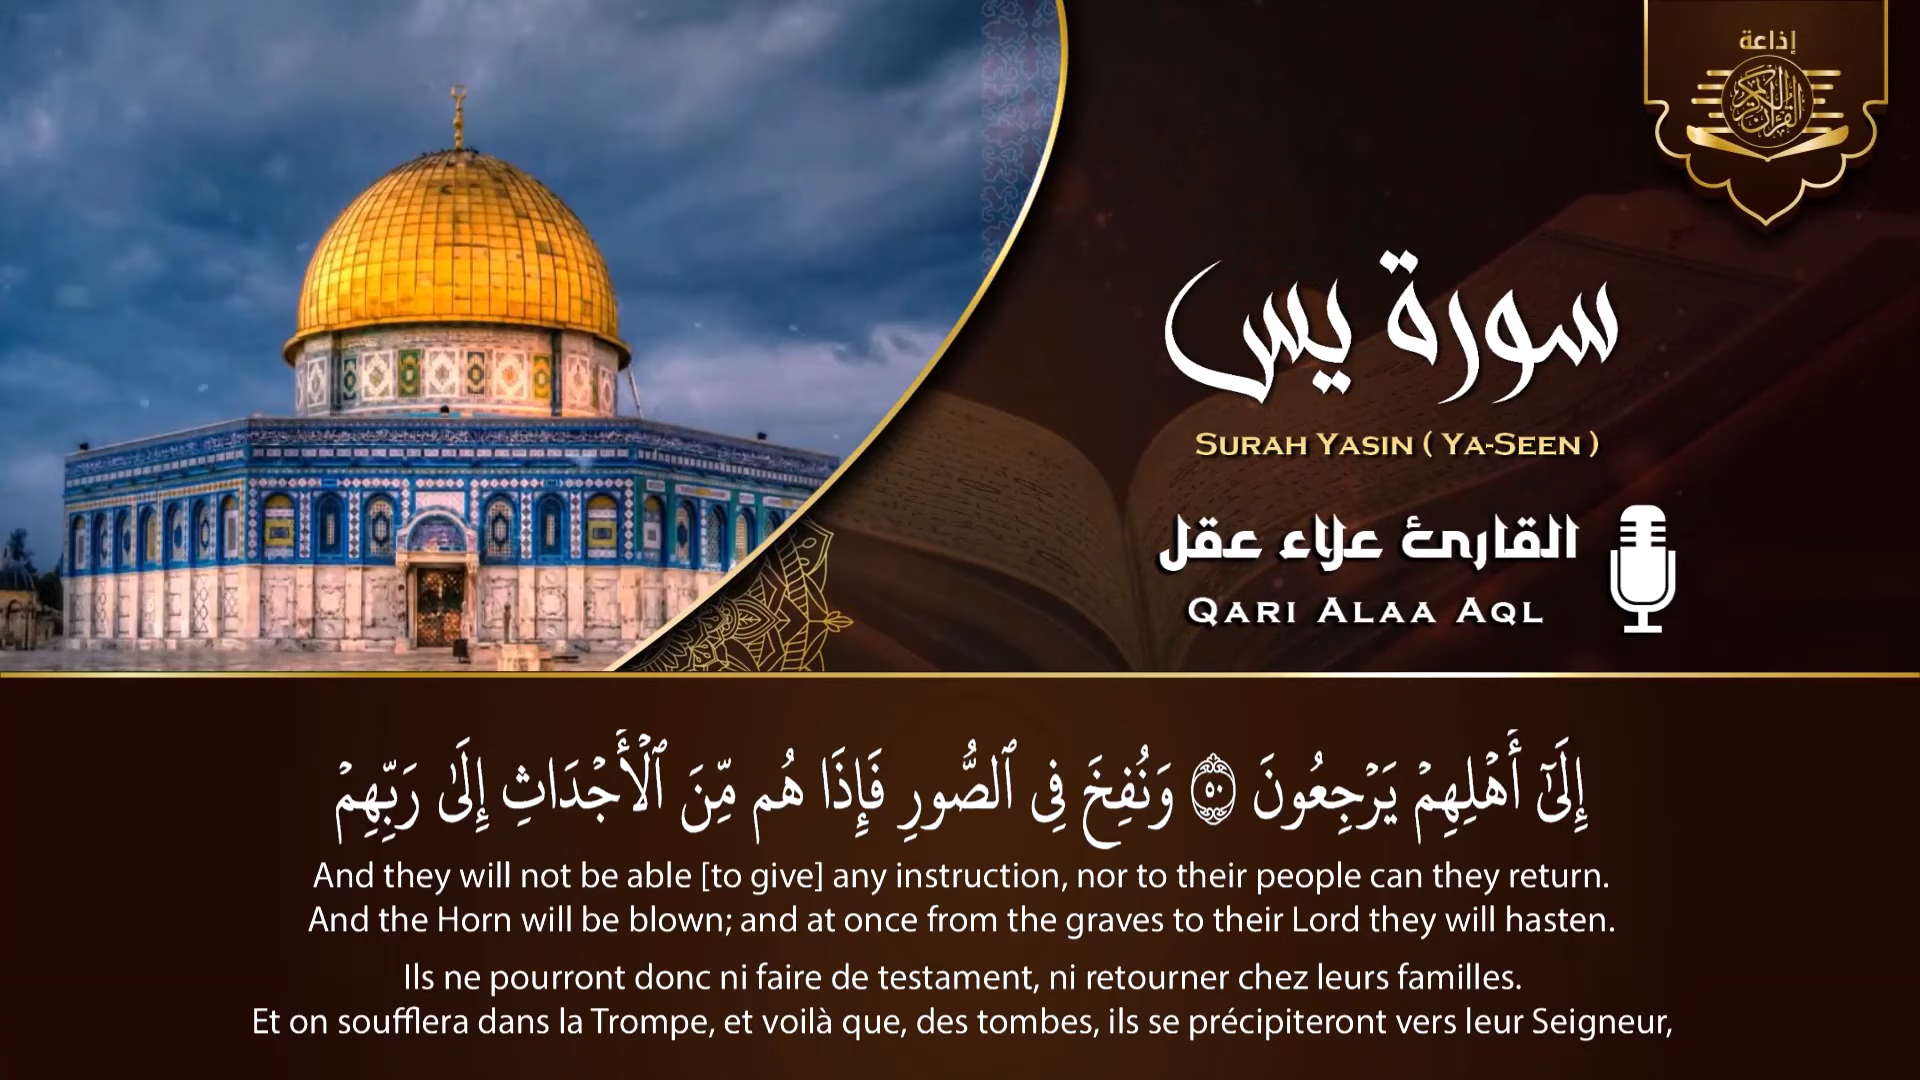 إذاعة
القرآن الكريم
سورة يس
SURAH YASIN ( YA-SEEN )
القارئ علاء عقل
QARI ALAA AQL
إِلَىٰٓ أَهْلِهِمْ يَرْجِعُونَ ۝٥٠ وَنُفِخَ فِى ٱلصُّورِ فَإِذَا هُم مِّنَ ٱلْأَجْدَاثِ إِلَىٰ رَبِّهِمْ
And they will not be able [to give] any instruction, nor to their people can they return.
And the Horn will be blown; and at once from the graves to their Lord they will hasten.
Ils ne pourront donc ni faire de testament, ni retourner chez leurs familles.
Et on soufflera dans la Trompe, et voilà que, des tombes, ils se précipiteront vers leur Seigneur,